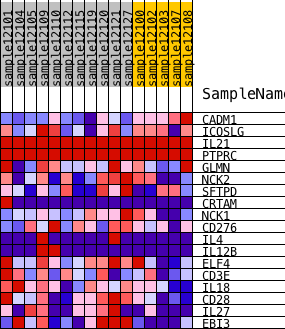 sample12101
sample12104
sample12105
sample12109
sample12110
sample12112
sample12115
sample12119
sample12120
sample12121
sample12122
sample12100
sample12102
sample12103
sample12107
sample12108
SampleName
CADM1
ICOSLG
IL21
PTPRC
GLMN
NCK2
SFTPD
CRTAM
NCK1
CD276
IL4
IL12B
ELF4
CD3E
IL18
CD28
IL27
EBI3